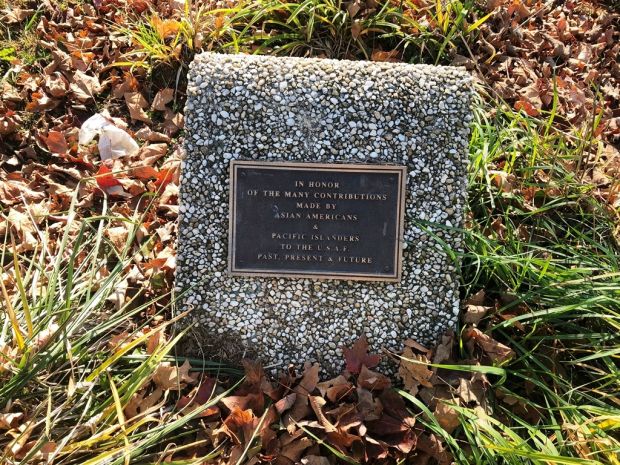 IN HONOR
OF THE MANY CONTRIBUTIONS
MADE BY
ASIAN AMERICANS
&
PACIFIC ISLANDERS
TO THE U.S.A.F.
PAST, PRESENT & FUTURE